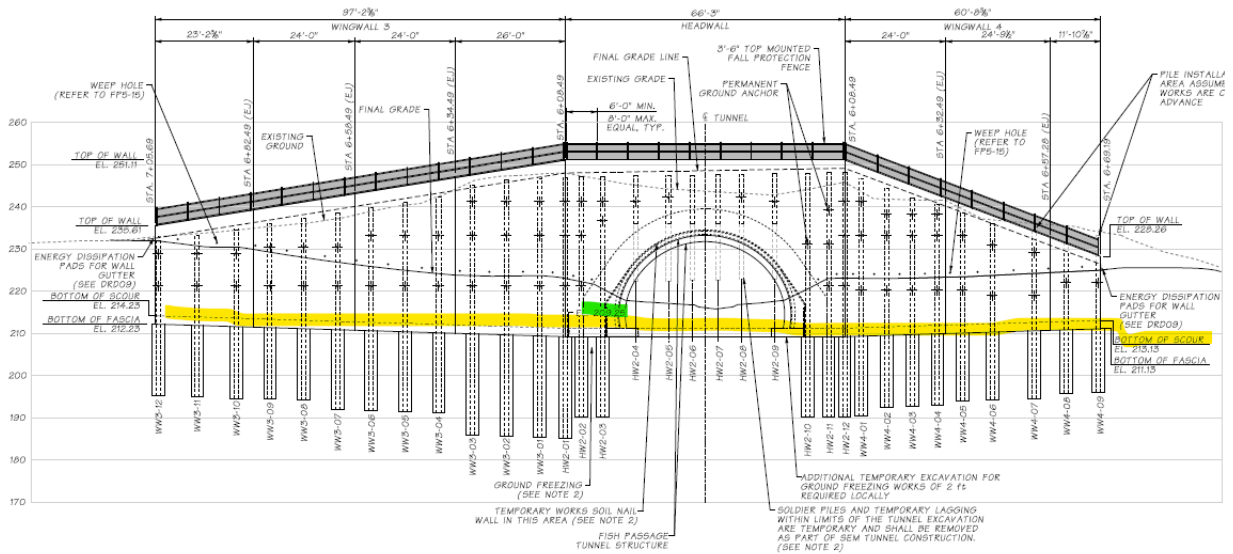 97'-2⅝"
66'-3"
60'-8⅝"
WINGWALL 3
HEADWALL
WINGWALL 4
23'-2⅝"
24'-0"
24'-0"
26'-0"
24'-0"
24'-9½"
11'-10⅞"
WEEP HOLE
(REFER TO FP5-15)
FINAL GRADE
EXISTING
GROUND
FINAL GRADE LINE
EXISTING GRADE
6'-0" MIN.
8'-0" MAX.
EQUAL, TYP.
3'-6" TOP MOUNTED
FALL PROTECTION
FENCE
PERMANENT
GROUND ANCHOR
TUNNEL
WEEP HOLE
(REFER TO
FP5-15)
PILE INSTALLA
AREA ASSUME
WORKS ARE C
ADVANCE
STA. 7+05.69
STA. 6+82.49 (EJ)
STA. 6+58.49 (EJ)
STA. 6+34.49 (EJ)
STA. 6+08.49
STA. 6+08.49
STA. 6+32.49 (EJ)
STA. 6+57.28 (EJ)
STA. 6+69.19
260
250
240
230
220
210
200
190
180
170
TOP OF WALL
EL. 251.11
TOP OF WALL
EL. 235.61
ENERGY DISSIPATION
PADS FOR WALL
GUTTER
(SEE DRD09)
BOTTOM OF SCOUR
EL. 214.23
BOTTOM OF FASCIA
EL. 212.23
209.25
TOP OF WALL
EL. 228.26
ENERGY DISSIPATION
PADS FOR WALL
GUTTER
(SEE DRD09)
BOTTOM OF SCOUR
EL. 213.13
BOTTOM OF FASCIA
EL. 211.13
WW3-12
WW3-11
WW3-10
WW3-09
WW3-08
WW3-07
WW3-06
WW3-05
WW3-04
WW3-03
WW3-02
WW3-01
HW2-01
HW2-02
HW2-03
HW2-04
HW2-05
HW2-06
HW2-07
HW2-08
HW2-09
HW2-10
HW2-11
HW2-12
WW4-01
WW4-02
WW4-03
WW4-04
WW4-05
WW4-06
WW4-07
WW4-08
WW4-09
GROUND FREEZING
(SEE NOTE 2)
TEMPORARY WORKS SOIL NAIL
WALL IN THIS AREA (SEE NOTE 2)
FISH PASSAGE
TUNNEL STRUCTURE
ADDITIONAL TEMPORARY EXCAVATION FOR
GROUND FREEZING WORKS OF 2 ft
REQUIRED LOCALLY
SOLDIER PILES AND TEMPORARY LAGGING
WITHIN LIMITS OF THE TUNNEL EXCAVATION
ARE TEMPORARY AND SHALL BE REMOVED
AS PART OF SEM TUNNEL CONSTRUCTION.
(SEE NOTE 2)